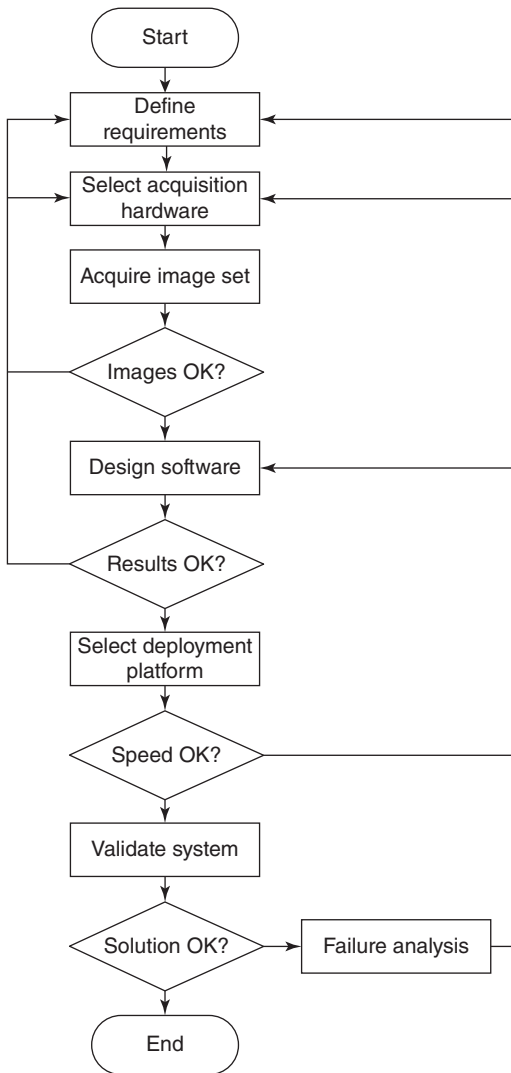 Start
Define
requirements
Select acquisition
hardware
Acquire image set
Images OK?
Design software
Results OK?
Select deployment
platform
Speed OK?
Validate system
Solution OK?
Failure analysis
End